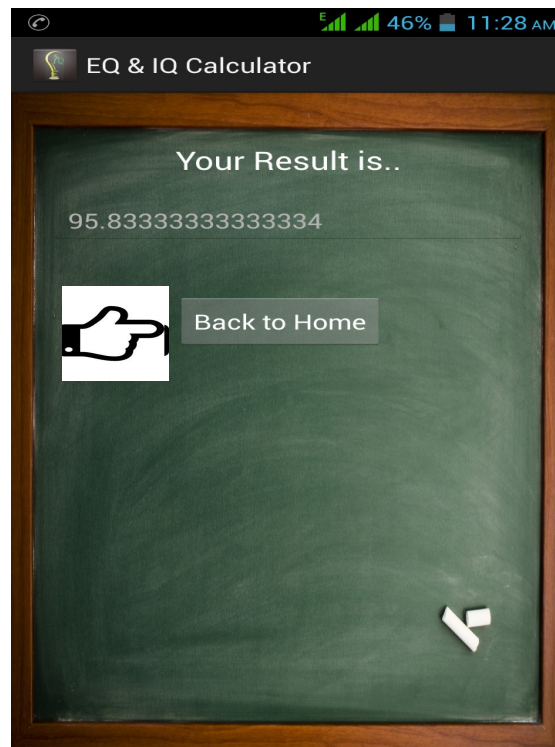 E 46% 11:28 AM
EQ & IQ Calculator
Your Result is..
95.83333333333334
Back to Home